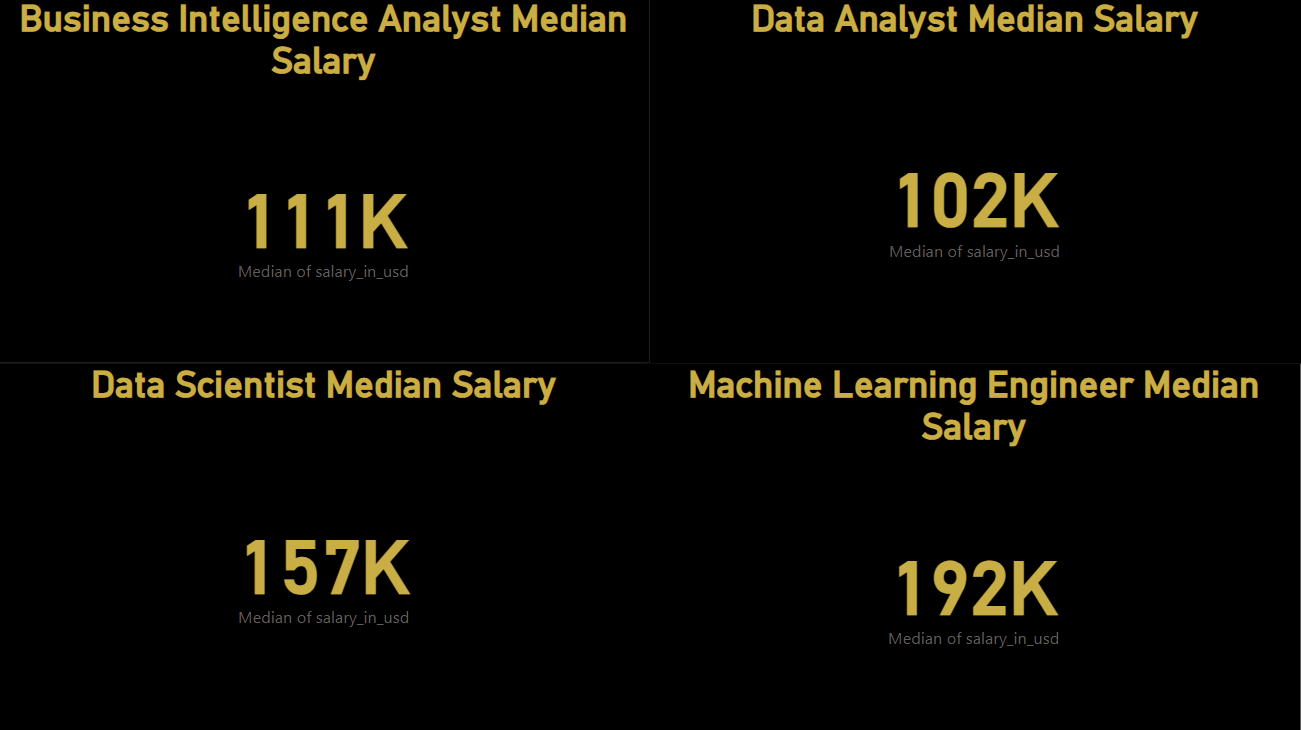 Business Intelligence Analyst Median
Salary
111K
Median of salary_in_usd
Data Analyst Median Salary
102K
Median of salary_in_usd
Data Scientist Median Salary
157K
Median of salary_in_usd
Machine Learning Engineer Median
Salary
192K
Median of salary_in_usd